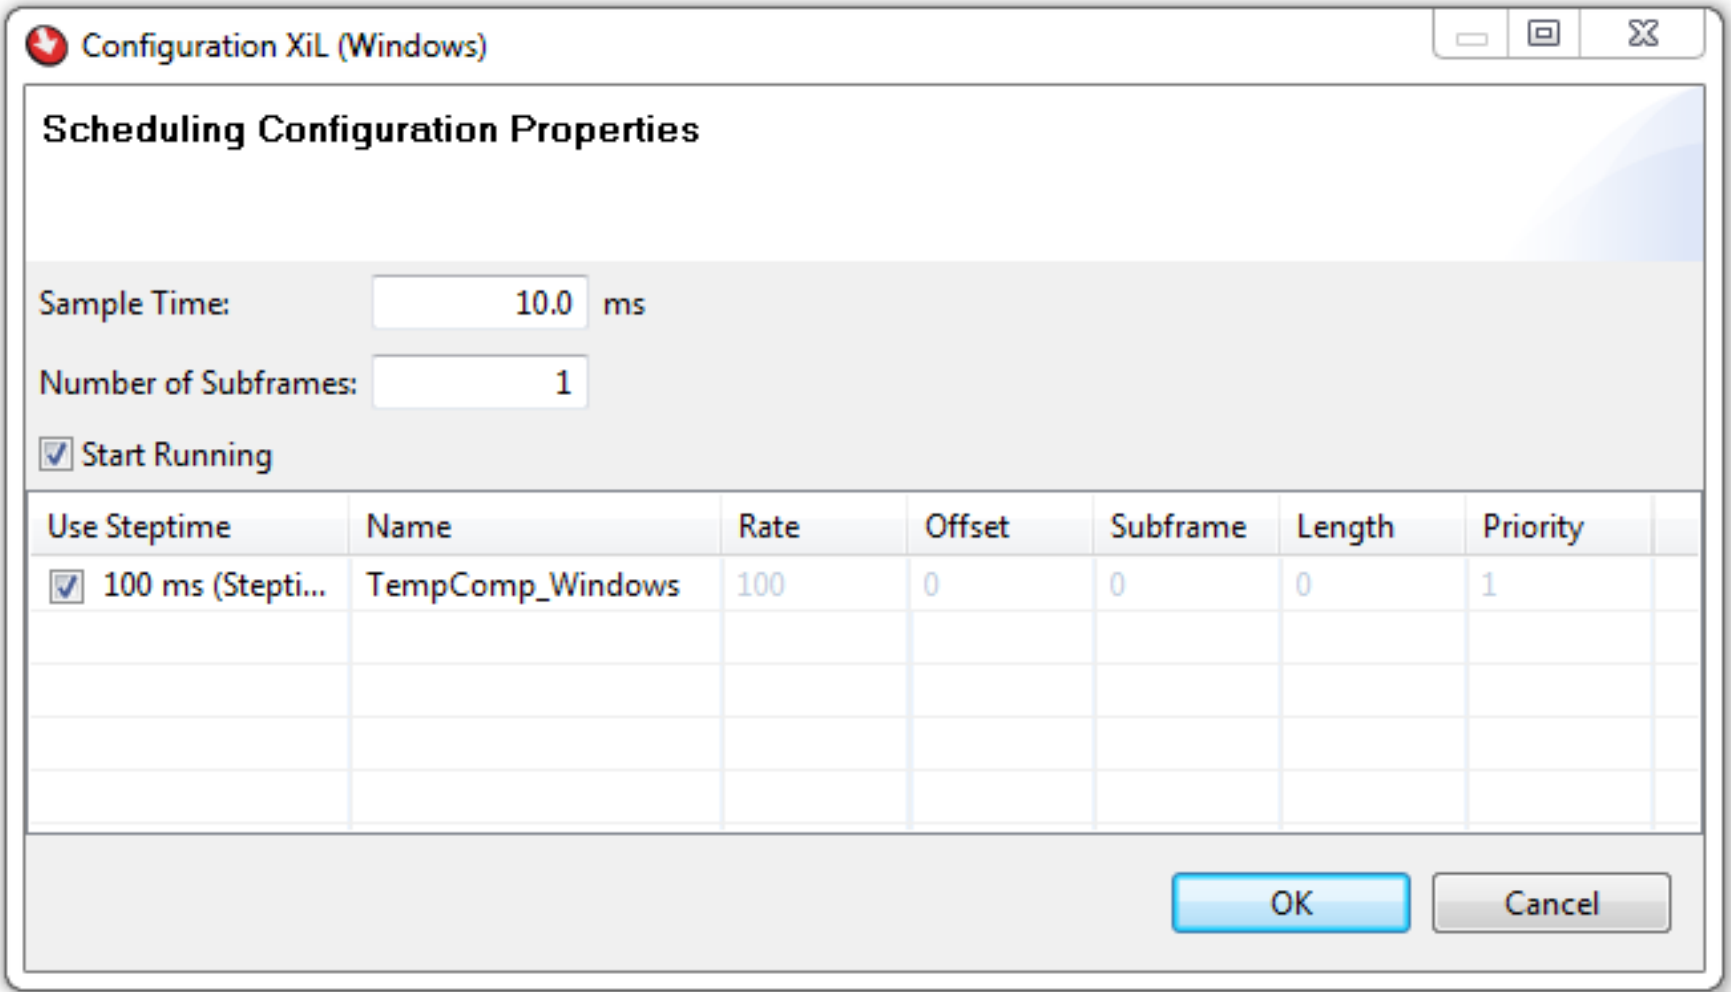 Configuration XiL (Windows)
Scheduling Configuration Properties
Sample Time: 10.0 ms
Number of Subframes: 1
Start Running
Use Steptime Name Rate Offset Subframe Length Priority
100 ms (Stepti... TempComp_Windows 100 0 0 0 1
OK Cancel